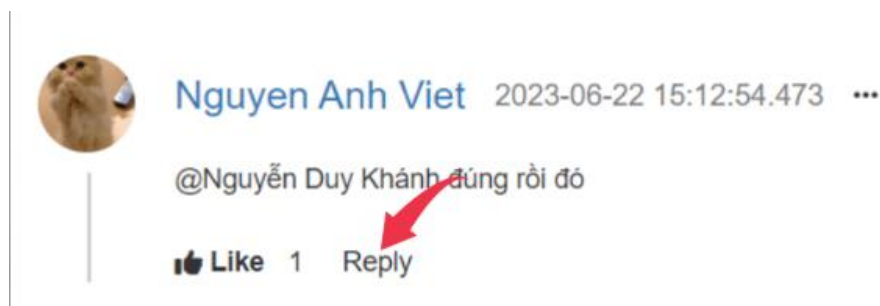 Nguyen Anh Viet 2023-06-22 15:12:54.473 ...
@Nguyễn Duy Khánh đúng rồi đó
Like 1 Reply